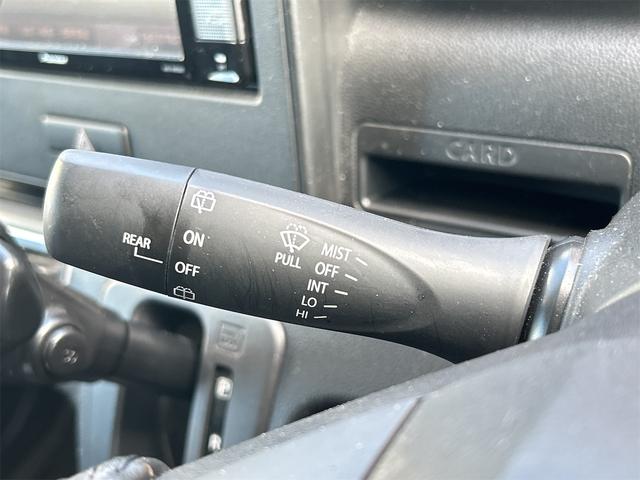 CARD
REAR
ON
OFF
PULL
MIST
OFF
INT
LO
HI